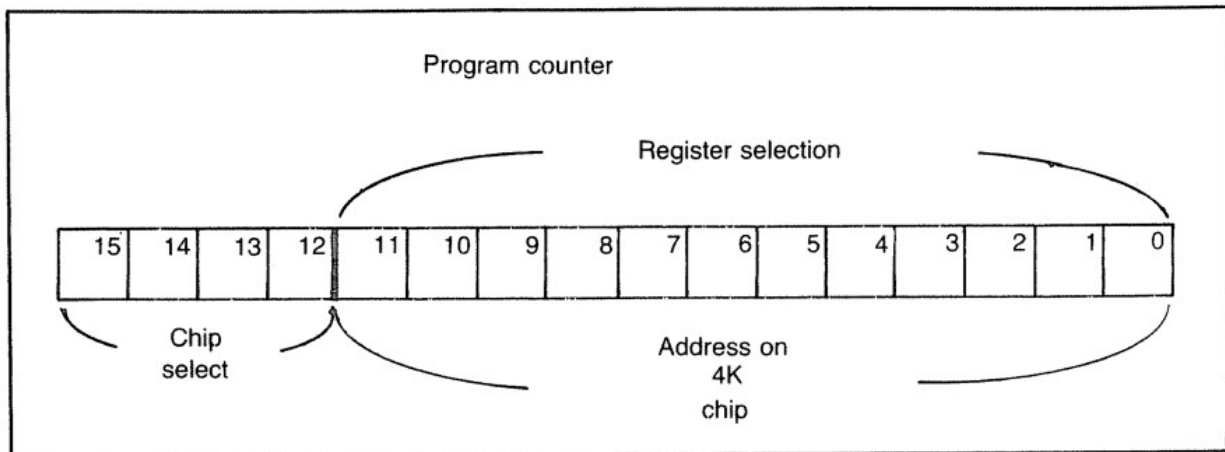 Program counter
Register selection
15 14 13 12 11 10 9 8 7 6 5 4 3 2 1 0
Chip
select
Address on
4K
chip